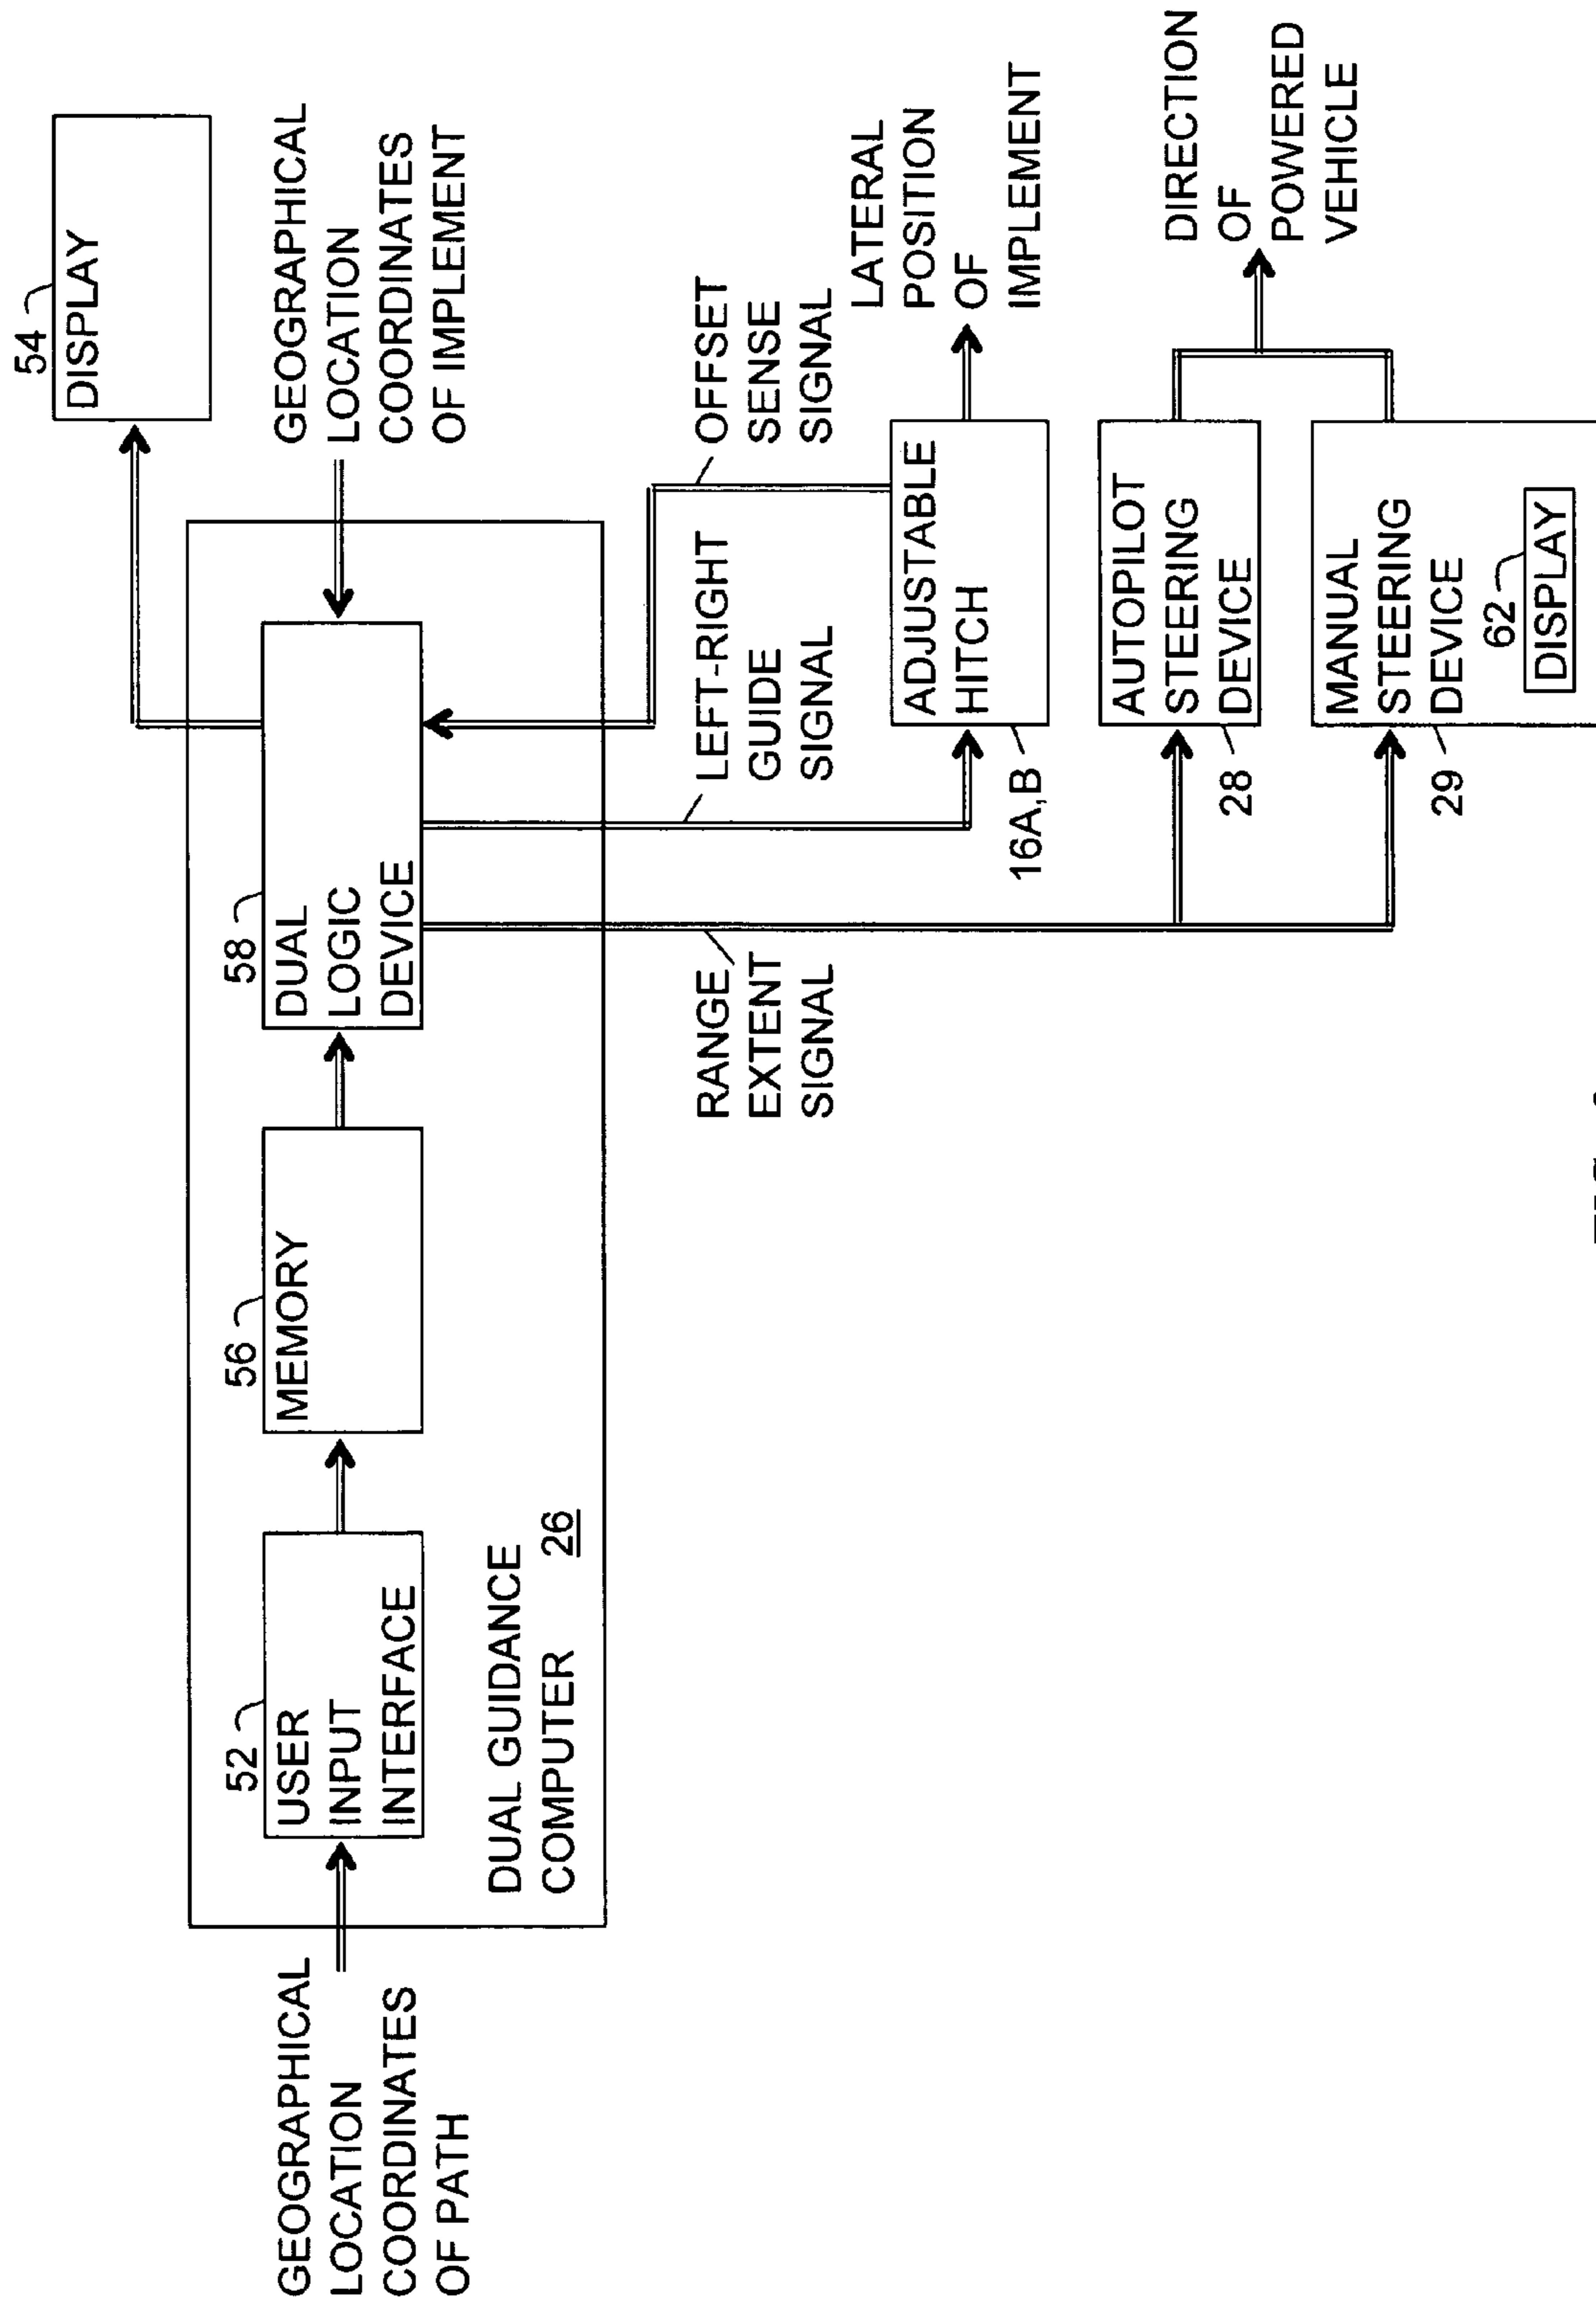 54
DISPLAY
GEOGRAPHICAL
LOCATION
COORDINATES
OF IMPLEMENT
58
DUAL
LOGIC
DEVICE
56
MEMORY
52
USER
INPUT
INTERFACE
GEOGRAPHICAL
LOCATION
COORDINATES
OF PATH
DUAL GUIDANCE
COMPUTER 26
RANGE
EXTENT
SIGNAL
LEFT-RIGHT
GUIDE
SIGNAL
OFFSET
SENSE
SIGNAL
ADJUSTABLE
HITCH
16A,B
LATERAL
POSITION
OF
IMPLEMENT
AUTOPILOT
STEERING
DEVICE
28
MANUAL
STEERING
DEVICE
29
62
DISPLAY
DIRECTION
OF
POWERED
VEHICLE